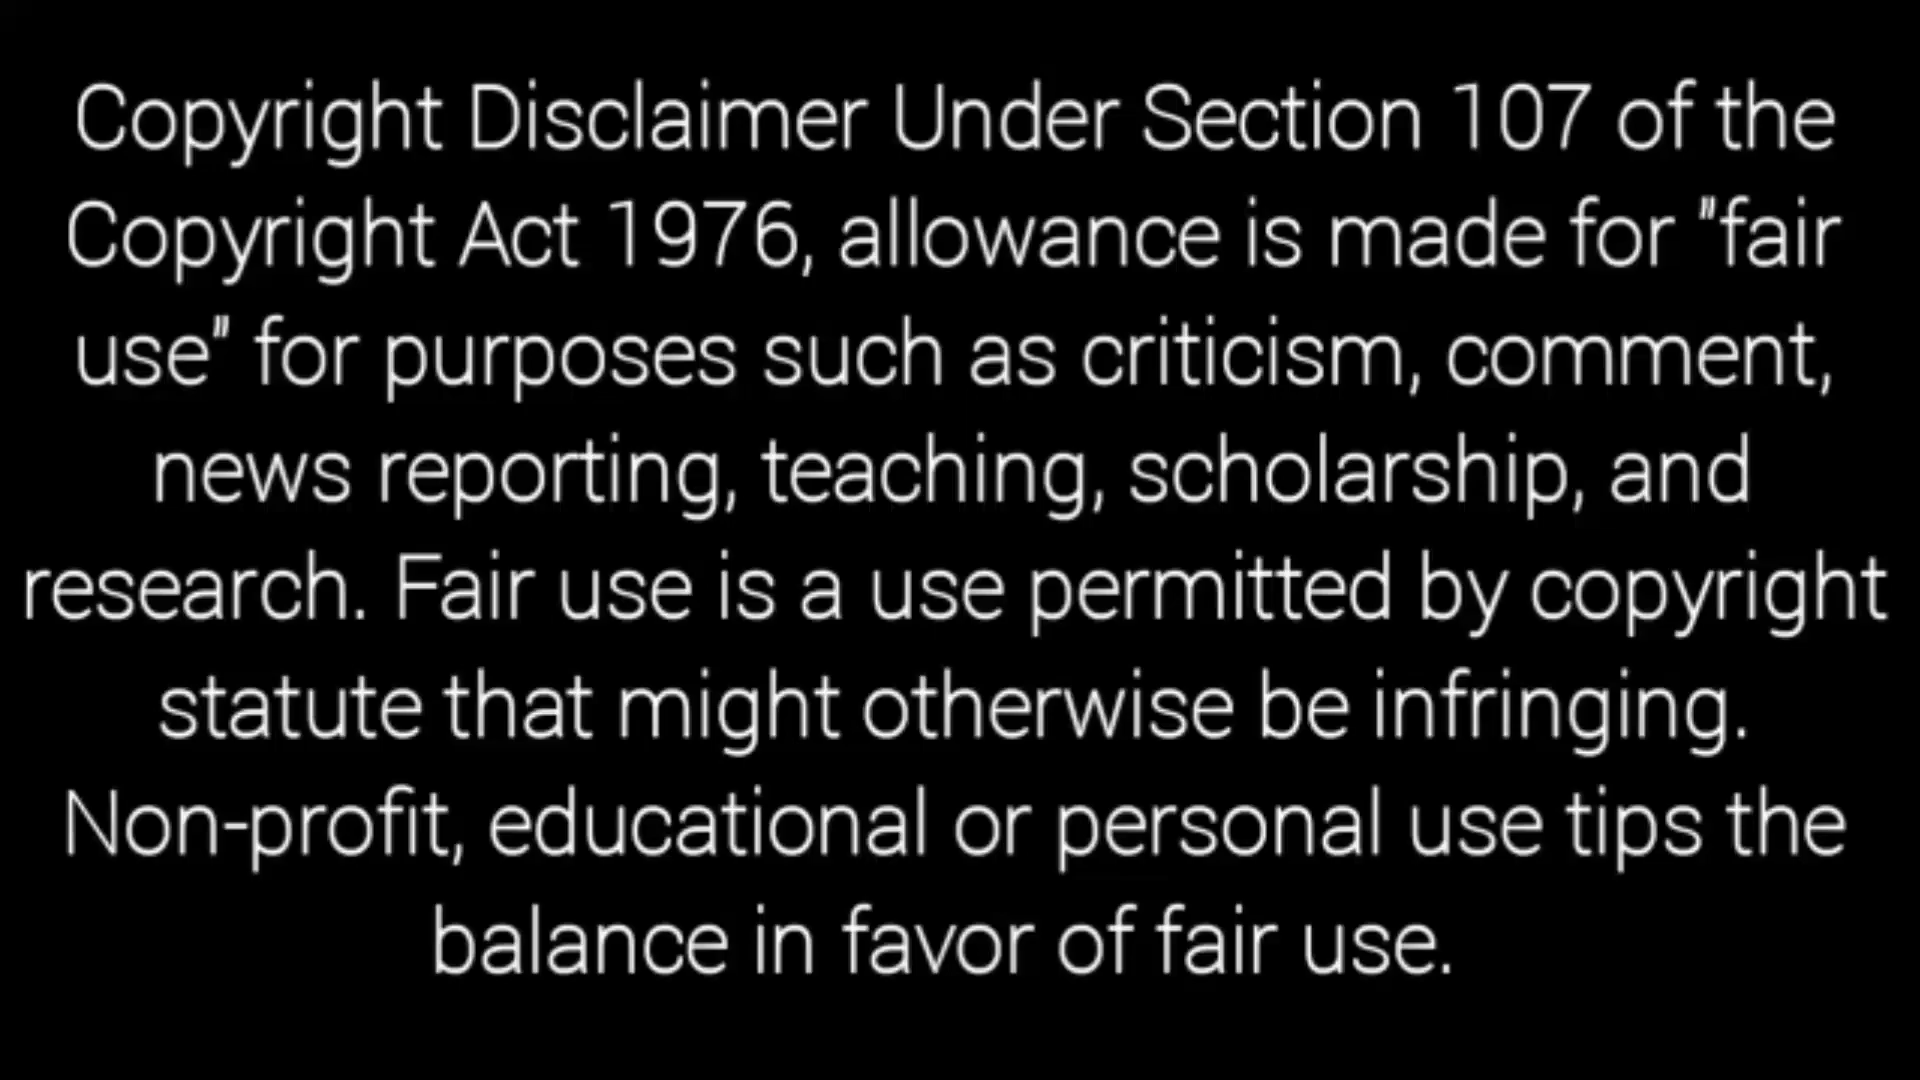 Copyright Disclaimer Under Section 107 of the
Copyright Act 1976, allowance is made for "fair
use" for purposes such as criticism, comment,
news reporting, teaching, scholarship, and
research. Fair use is a use permitted by copyright
statute that might otherwise be infringing.
Non-profit, educational or personal use tips the
balance in favor of fair use.